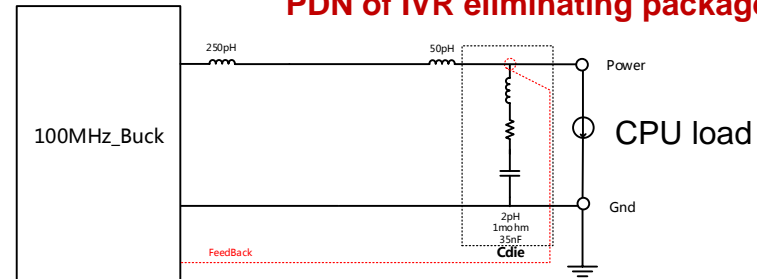 PDN of IVR eliminating package
250pH
50pH
Power
100MHz_Buck
CPU load
Gnd
2pH
1mohm
35nF
Cdie
FeedBack